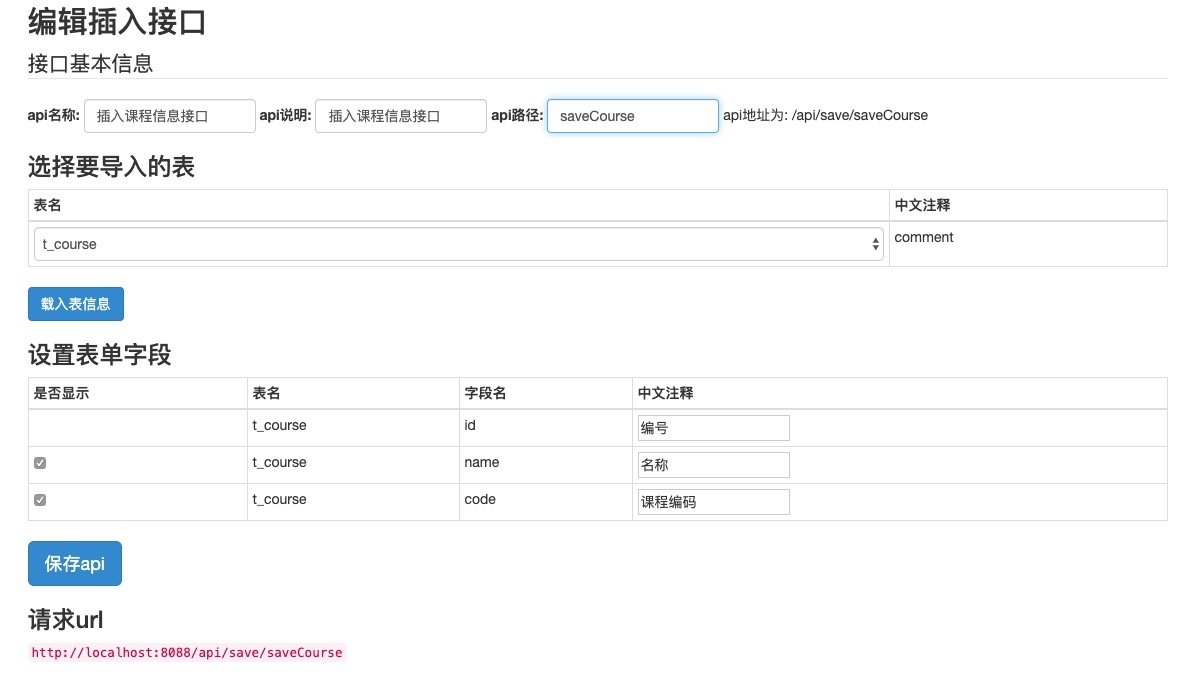 编辑插入接口
接口基本信息
api名称: 插入课程信息接口 api说明: 插入课程信息接口 api路径: saveCourse api地址为: /api/save/saveCourse
选择要导入的表
表名 中文注释
t_course comment
载入表信息
设置表单字段
是否显示 表名 字段名 中文注释
t_course id 编号
t_course name 名称
t_course code 课程编码
保存api
请求url
http://localhost:8088/api/save/saveCourse